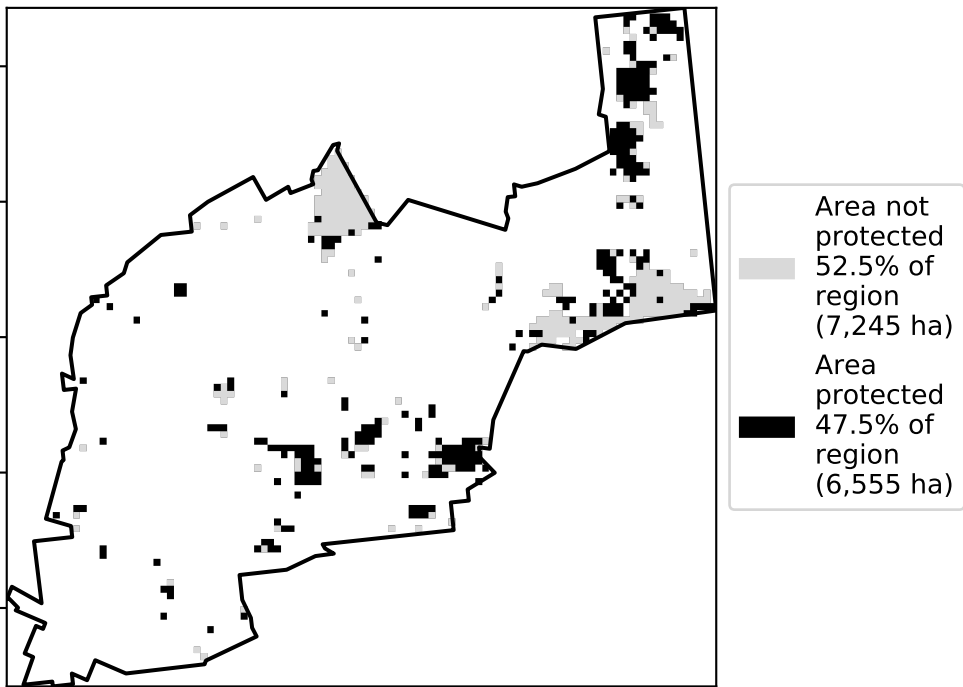 Area not
protected
52.5% of
region
(7,245 ha)
Area
protected
47.5% of
region
(6,555 ha)